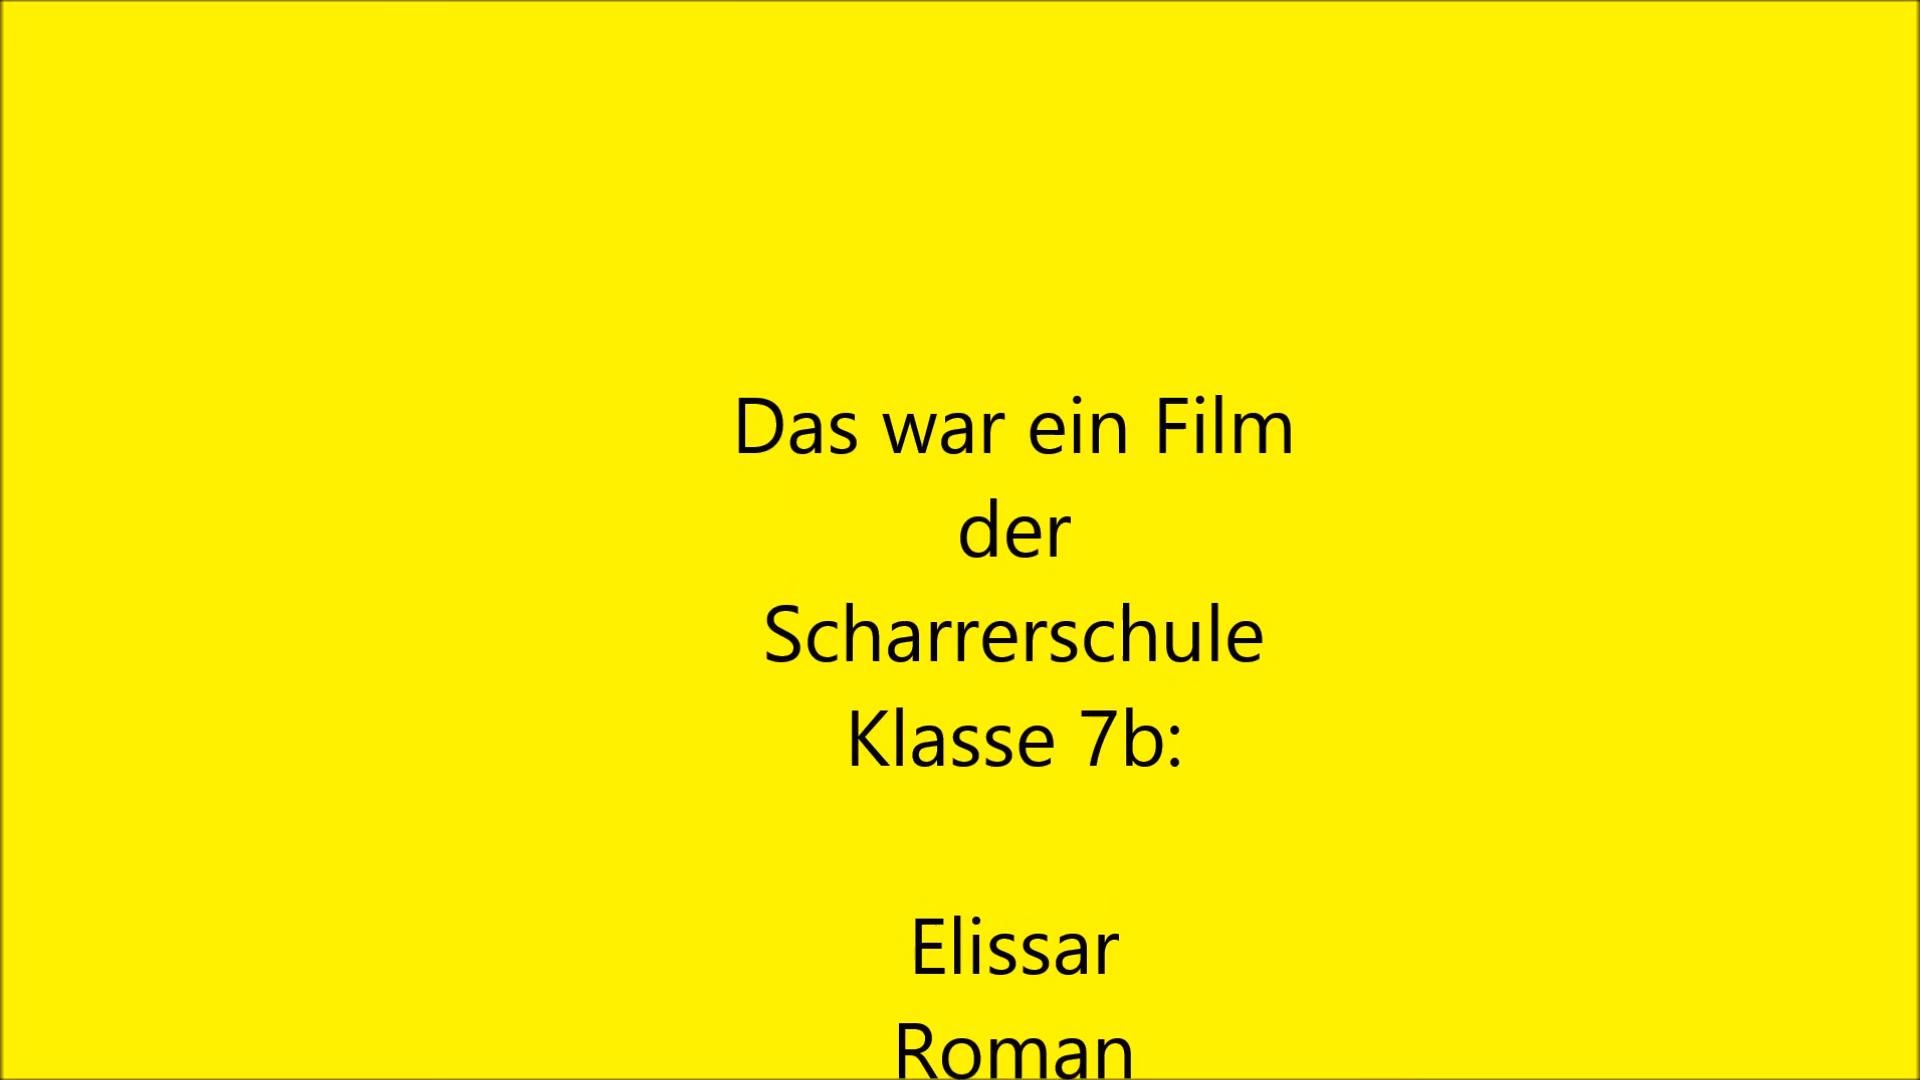 Das war ein Film
der
Scharrerschule
Klasse 7b:
Elissar
Roman